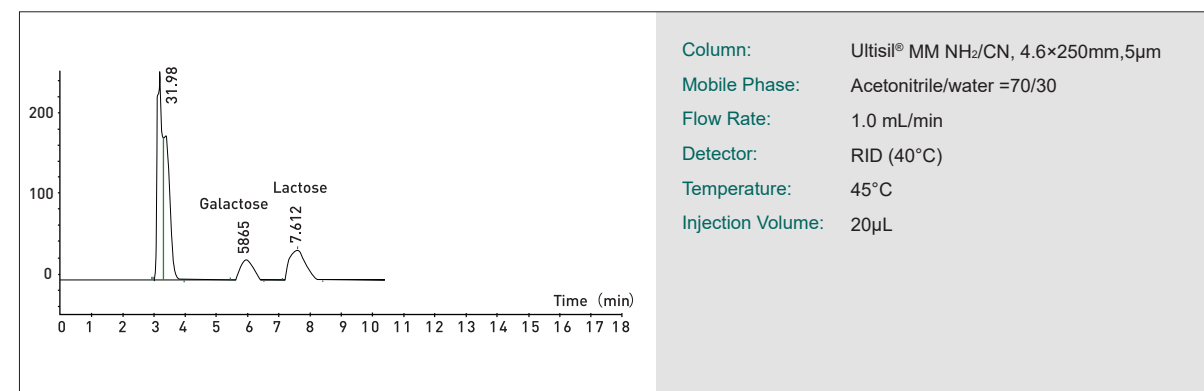 200
100
0
31.98
Galactose
5865
Lactose
7.612
Time (min)
0 1 2 3 4 5 6 7 8 9 10 11 12 13 14 15 16 17 18
Column: Ultisil® MM NH₂/CN, 4.6×250mm,5μm
Mobile Phase: Acetonitrile/water =70/30
Flow Rate: 1.0 mL/min
Detector: RID (40°C)
Temperature: 45°C
Injection Volume: 20μL